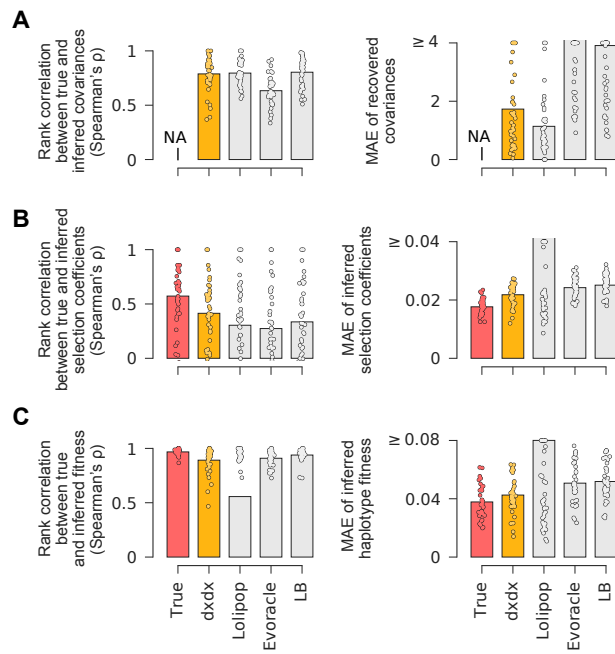 A
Rank correlation
between true and
inferred covariances
(Spearman's ρ)
1
0.5
0
NA
MAE of recovered
covariances
≥ 4
2
0
NA
B
Rank correlation
between true and inferred
selection coefficients
(Spearman's ρ)
1
0.5
0
MAE of inferred
selection coefficients
≥ 0.04
0.02
0
C
Rank correlation
between true
and inferred fitness
(Spearman's ρ)
1
0.5
0
MAE of inferred
haplotype fitness
≥ 0.08
0.04
0
True
dxdx
Lolipop
Evoracle
LB
True
dxdx
Lolipop
Evoracle
LB